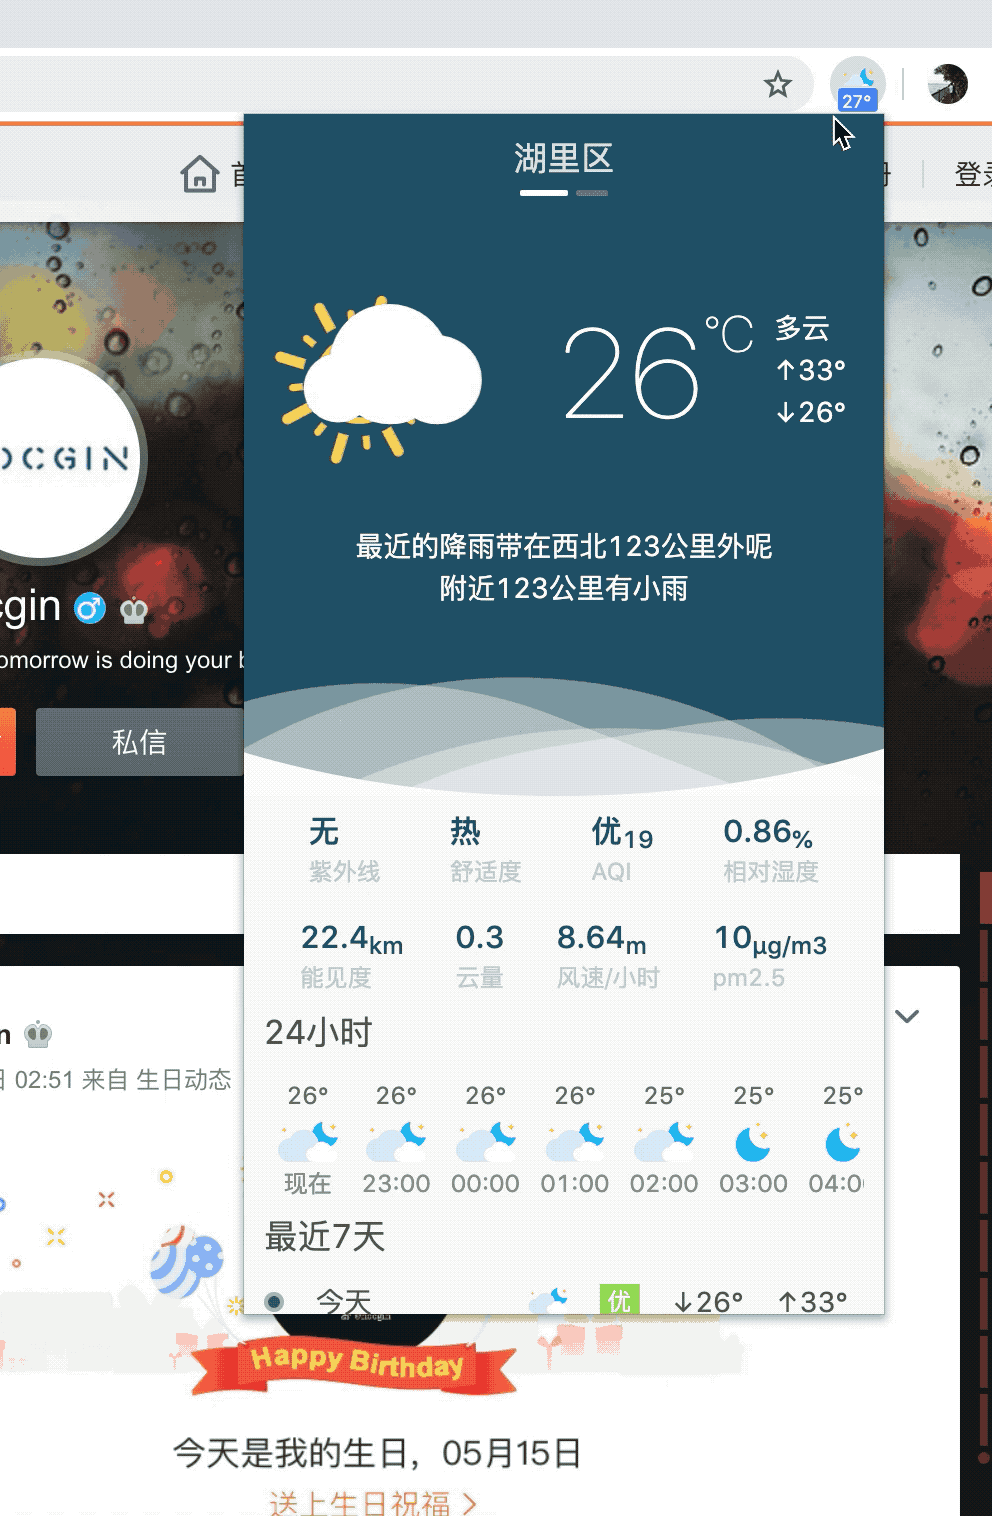 27°
登录
湖里区
26
°C
多云
↑33°
↓26°
最近的降雨带在西北123公里外呢
附近123公里有小雨
OCGIN
cgin
omorrow is doing your b
私信
无 热 优19 0.86%
紫外线 舒适度 AQI 相对湿度
22.4km 0.3 8.64m 10μg/m3
能见度 云量 风速/小时 pm2.5
24小时
26° 26° 26° 26° 25° 25° 25°
现在 23:00 00:00 01:00 02:00 03:00 04:0
最近7天
今天 优 ↓26° ↑33°
n
日 02:51 来自 生日动态
Happy Birthday
今天是我的生日，05月15日
送上生日祝福 >